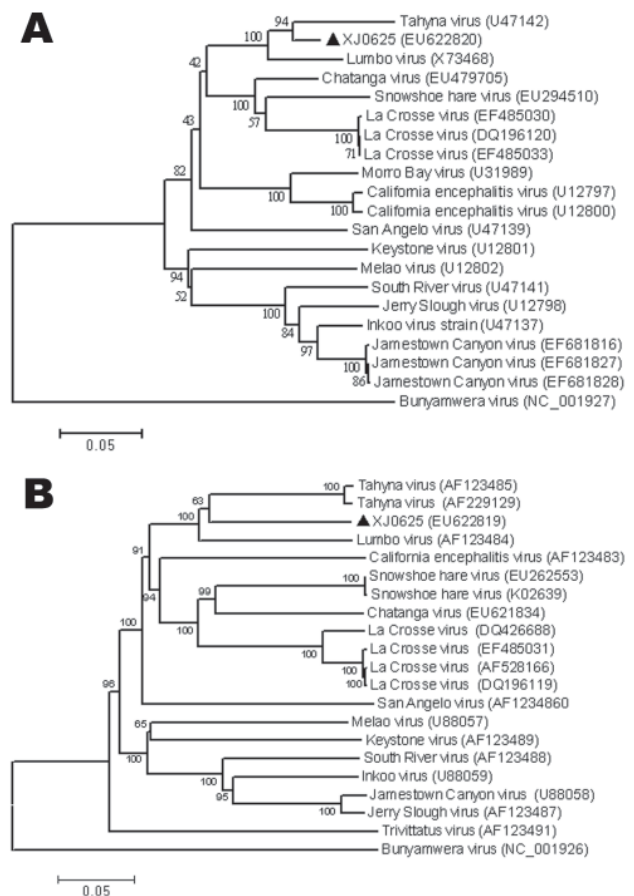 A
94 Tahyna virus (U47142)
100 ▲ XJ0625 (EU622820)
Lumbo virus (X73468)
42 Chatanga virus (EU479705)
100 Snowshoe hare virus (EU294510)
57 La Crosse virus (EF485030)
43 100 La Crosse virus (DQ196120)
71 La Crosse virus (EF485033)
82 Morro Bay virus (U31989)
100 California encephalitis virus (U12797)
100 California encephalitis virus (U12800)
San Angelo virus (U47139)
Keystone virus (U12801)
94 Melao virus (U12802)
52 South River virus (U47141)
100 Jerry Slough virus (U12798)
84 Inkoo virus strain (U47137)
97 Jamestown Canyon virus (EF681816)
100 Jamestown Canyon virus (EF681827)
86 Jamestown Canyon virus (EF681828)
Bunyamwera virus (NC_001927)
0.05
B
100 Tahyna virus (AF123485)
63 Tahyna virus (AF229129)
100 ▲ XJ0625 (EU622819)
Lumbo virus (AF123484)
91 California encephalitis virus (AF123483)
94 99 100 Snowshoe hare virus (EU262553)
Snowshoe hare virus (K02639)
100 Chatanga virus (EU621834)
100 La Crosse virus (DQ426688)
100 La Crosse virus (EF485031)
100 La Crosse virus (AF528166)
100 La Crosse virus (DQ196119)
96 San Angelo virus (AF1234860
65 Melao virus (U88057)
Keystone virus (AF123489)
100 South River virus (AF123488)
100 Inkoo virus (U88059)
95 Jamestown Canyon virus (U88058)
100 Jerry Slough virus (AF123487)
Trivittatus virus (AF123491)
Bunyamwera virus (NC_001926)
0.05